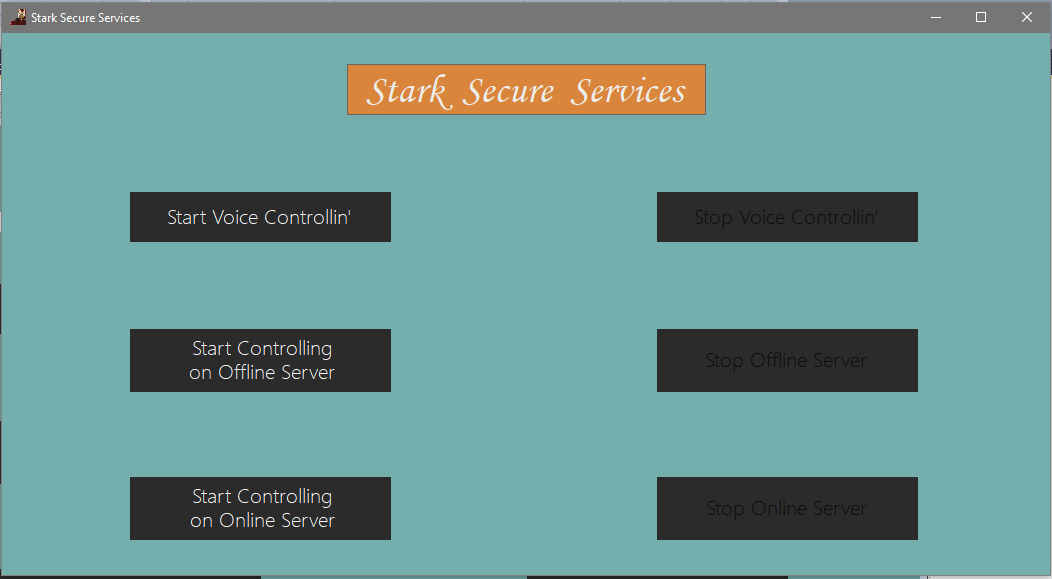 Stark Secure Services
Stark Secure Services
Start Voice Controllin'
Stop Voice Controllin'
Start Controlling
on Offline Server
Stop Offline Server
Start Controlling
on Online Server
Stop Online Server